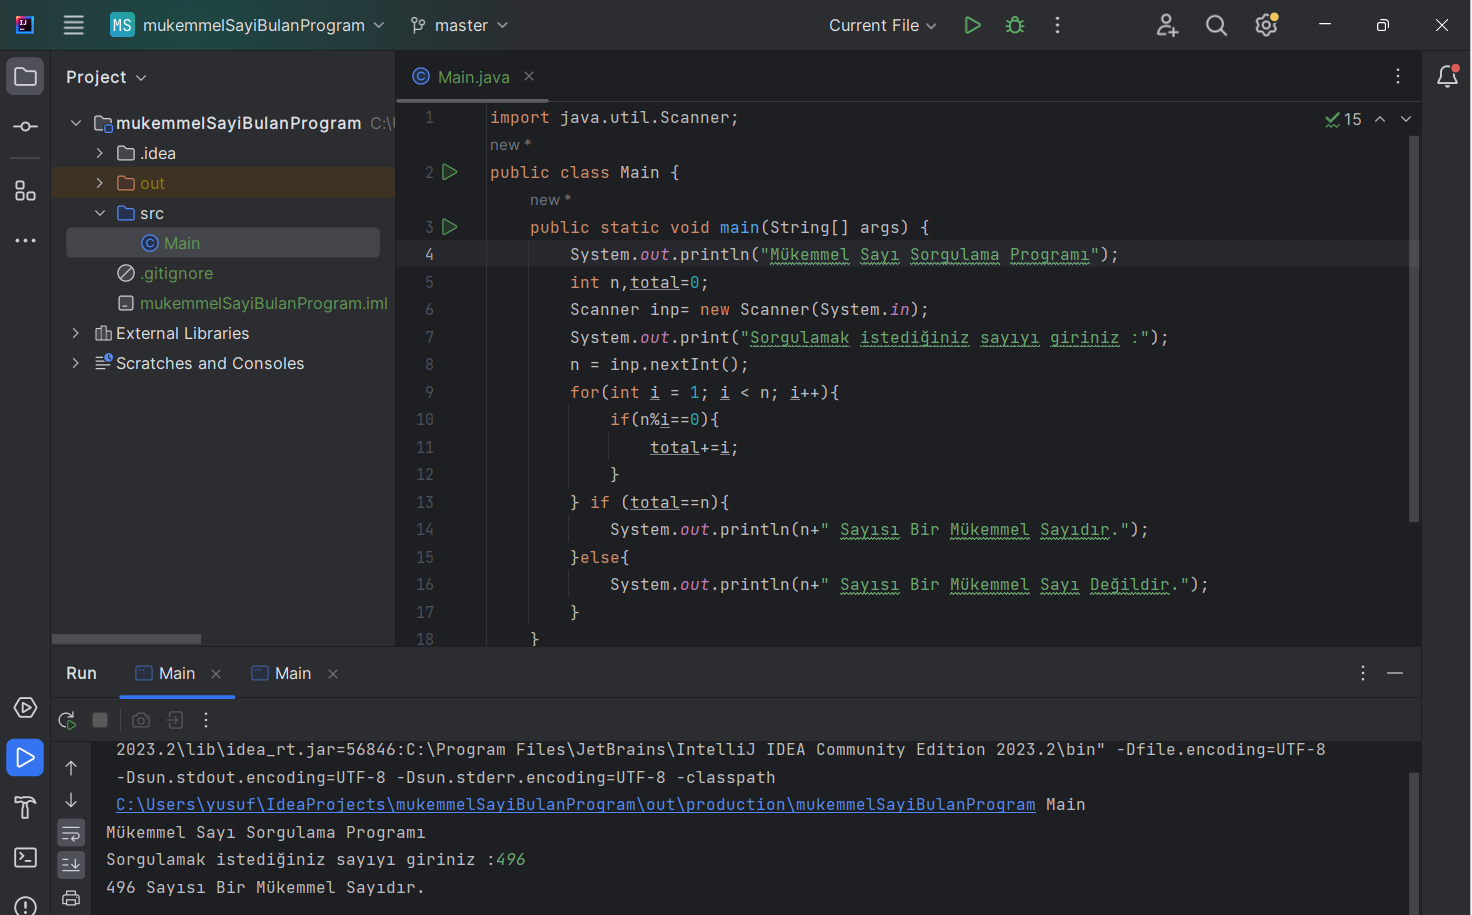 MS mukemmelSayiBulanProgram master Current File
Project
Main.java
mukemmelSayiBulanProgram C:\U
.idea
out
src
Main
.gitignore
mukemmelSayiBulanProgram.iml
External Libraries
Scratches and Consoles
15
1 import java.util.Scanner;
new *
2 public class Main {
new *
3 public static void main(String[] args) {
4 System.out.println("Mükemmel Sayı Sorgulama Programı");
5 int n,total=0;
6 Scanner inp= new Scanner(System.in);
7 System.out.print("Sorgulamak istediğiniz sayıyı giriniz :");
8 n = inp.nextInt();
9 for(int i = 1; i < n; i++){
10 if(n%i==0){
11 total+=i;
12 }
13 } if (total==n){
14 System.out.println(n+" Sayısı Bir Mükemmel Sayıdır.");
15 }else{
16 System.out.println(n+" Sayısı Bir Mükemmel Sayı Değildir.");
17 }
18 }
Run Main Main
2023.2\lib\idea_rt.jar=56846:C:\Program Files\JetBrains\IntelliJ IDEA Community Edition 2023.2\bin" -Dfile.encoding=UTF-8
-Dsun.stdout.encoding=UTF-8 -Dsun.stderr.encoding=UTF-8 -classpath
C:\Users\yusuf\IdeaProjects\mukemmelSayiBulanProgram\out\production\mukemmelSayiBulanProgram Main
Mükemmel Sayı Sorgulama Programı
Sorgulamak istediğiniz sayıyı giriniz :496
496 Sayısı Bir Mükemmel Sayıdır.